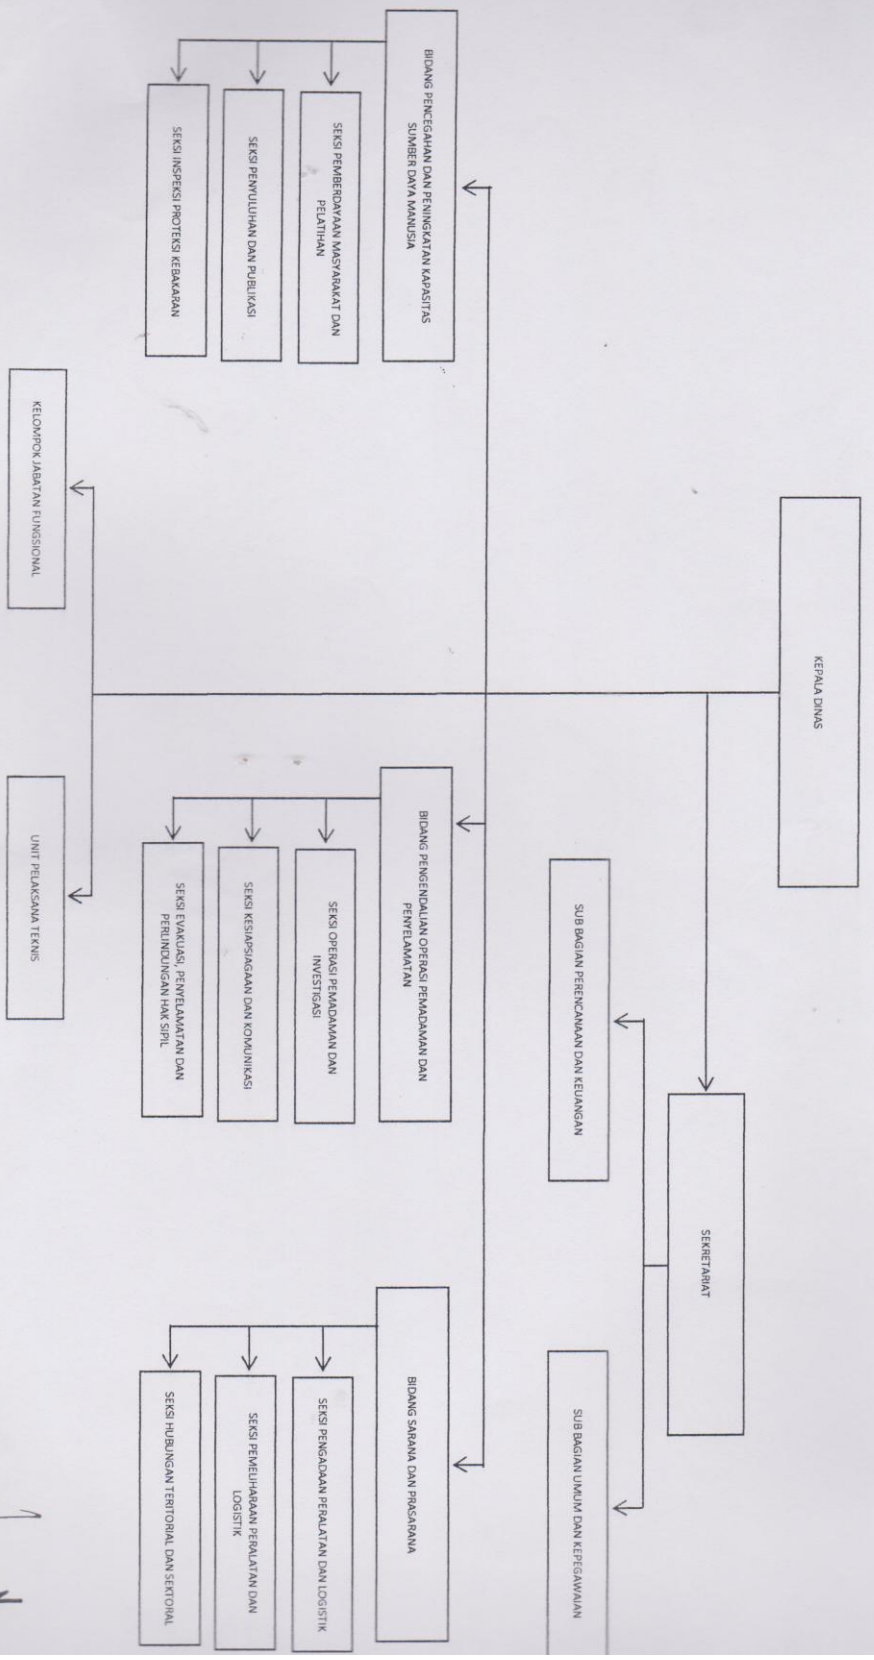 KEPALA DINAS
SEKRETARIAT
SUB BAGIAN PERENCANAAN DAN KEUANGAN
SUB BAGIAN UMUM DAN KEPEGAWAIAN
BIDANG PENCEGAHAN DAN PENINGKATAN KAPASITAS
SUMBER DAYA MANUSIA
SEKSI PEMBERDAYAAN MASYARAKAT DAN
PELATIHAN
SEKSI PENYULUHAN DAN PUBLIKASI
SEKSI INSPEKSI PROTEKSI KEBAKARAN
BIDANG PENGENDALIAN OPERASI PEMADAMAN DAN
PENYELAMATAN
SEKSI OPERASI PEMADAMAN DAN
INVESTIGASI
SEKSI KESIAPSIAGAAN DAN KOMUNIKASI
SEKSI EVAKUASI, PENYELAMATAN DAN
PERLINDUNGAN HAK SIPIL
BIDANG SARANA DAN PRASARANA
SEKSI PENGADAAN PERALATAN DAN LOGISTIK
SEKSI PEMELIHARAAN PERALATAN DAN
LOGISTIK
SEKSI HUBUNGAN TERITORIAL DAN SEKTORAL
KELOMPOK JABATAN FUNGSIONAL
UNIT PELAKSANA TEKNIS